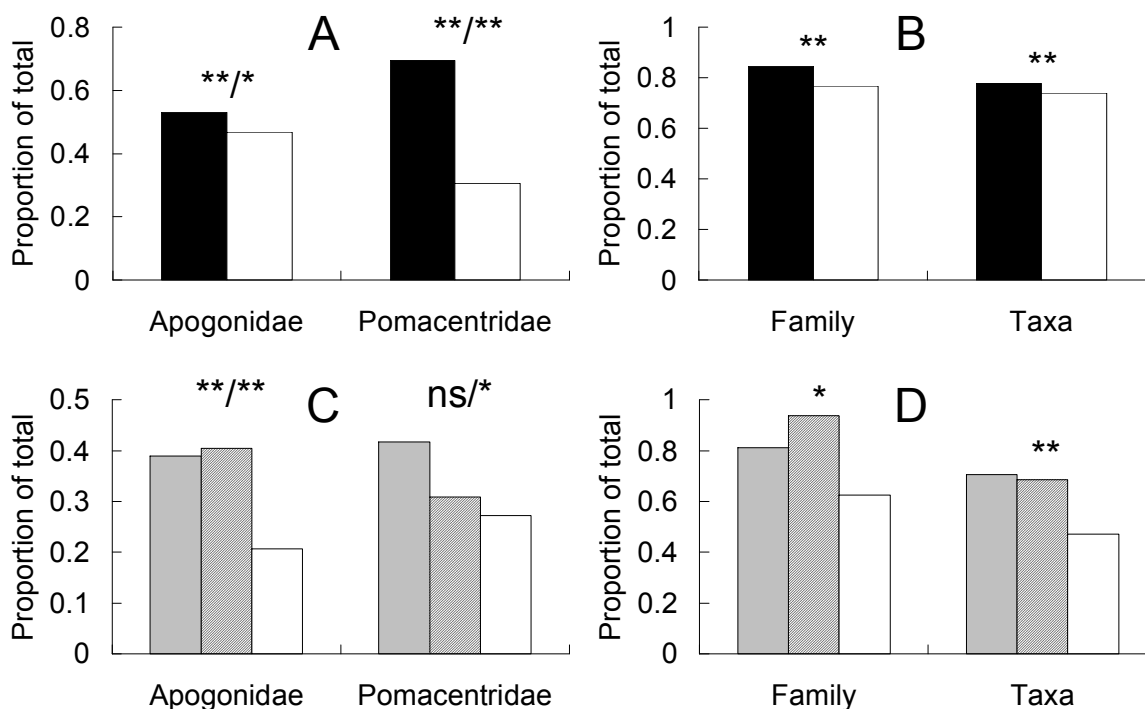 A
Proportion of total
0.8
0.6
0.4
0.2
0
**/*
**/**
Apogonidae
Pomacentridae
B
Proportion of total
1
0.8
0.6
0.4
0.2
0
**
**
Family
Taxa
C
Proportion of total
0.5
0.4
0.3
0.2
0.1
0
**/**
ns/*
Apogonidae
Pomacentridae
D
Proportion of total
1
0.8
0.6
0.4
0.2
0
*
**
Family
Taxa